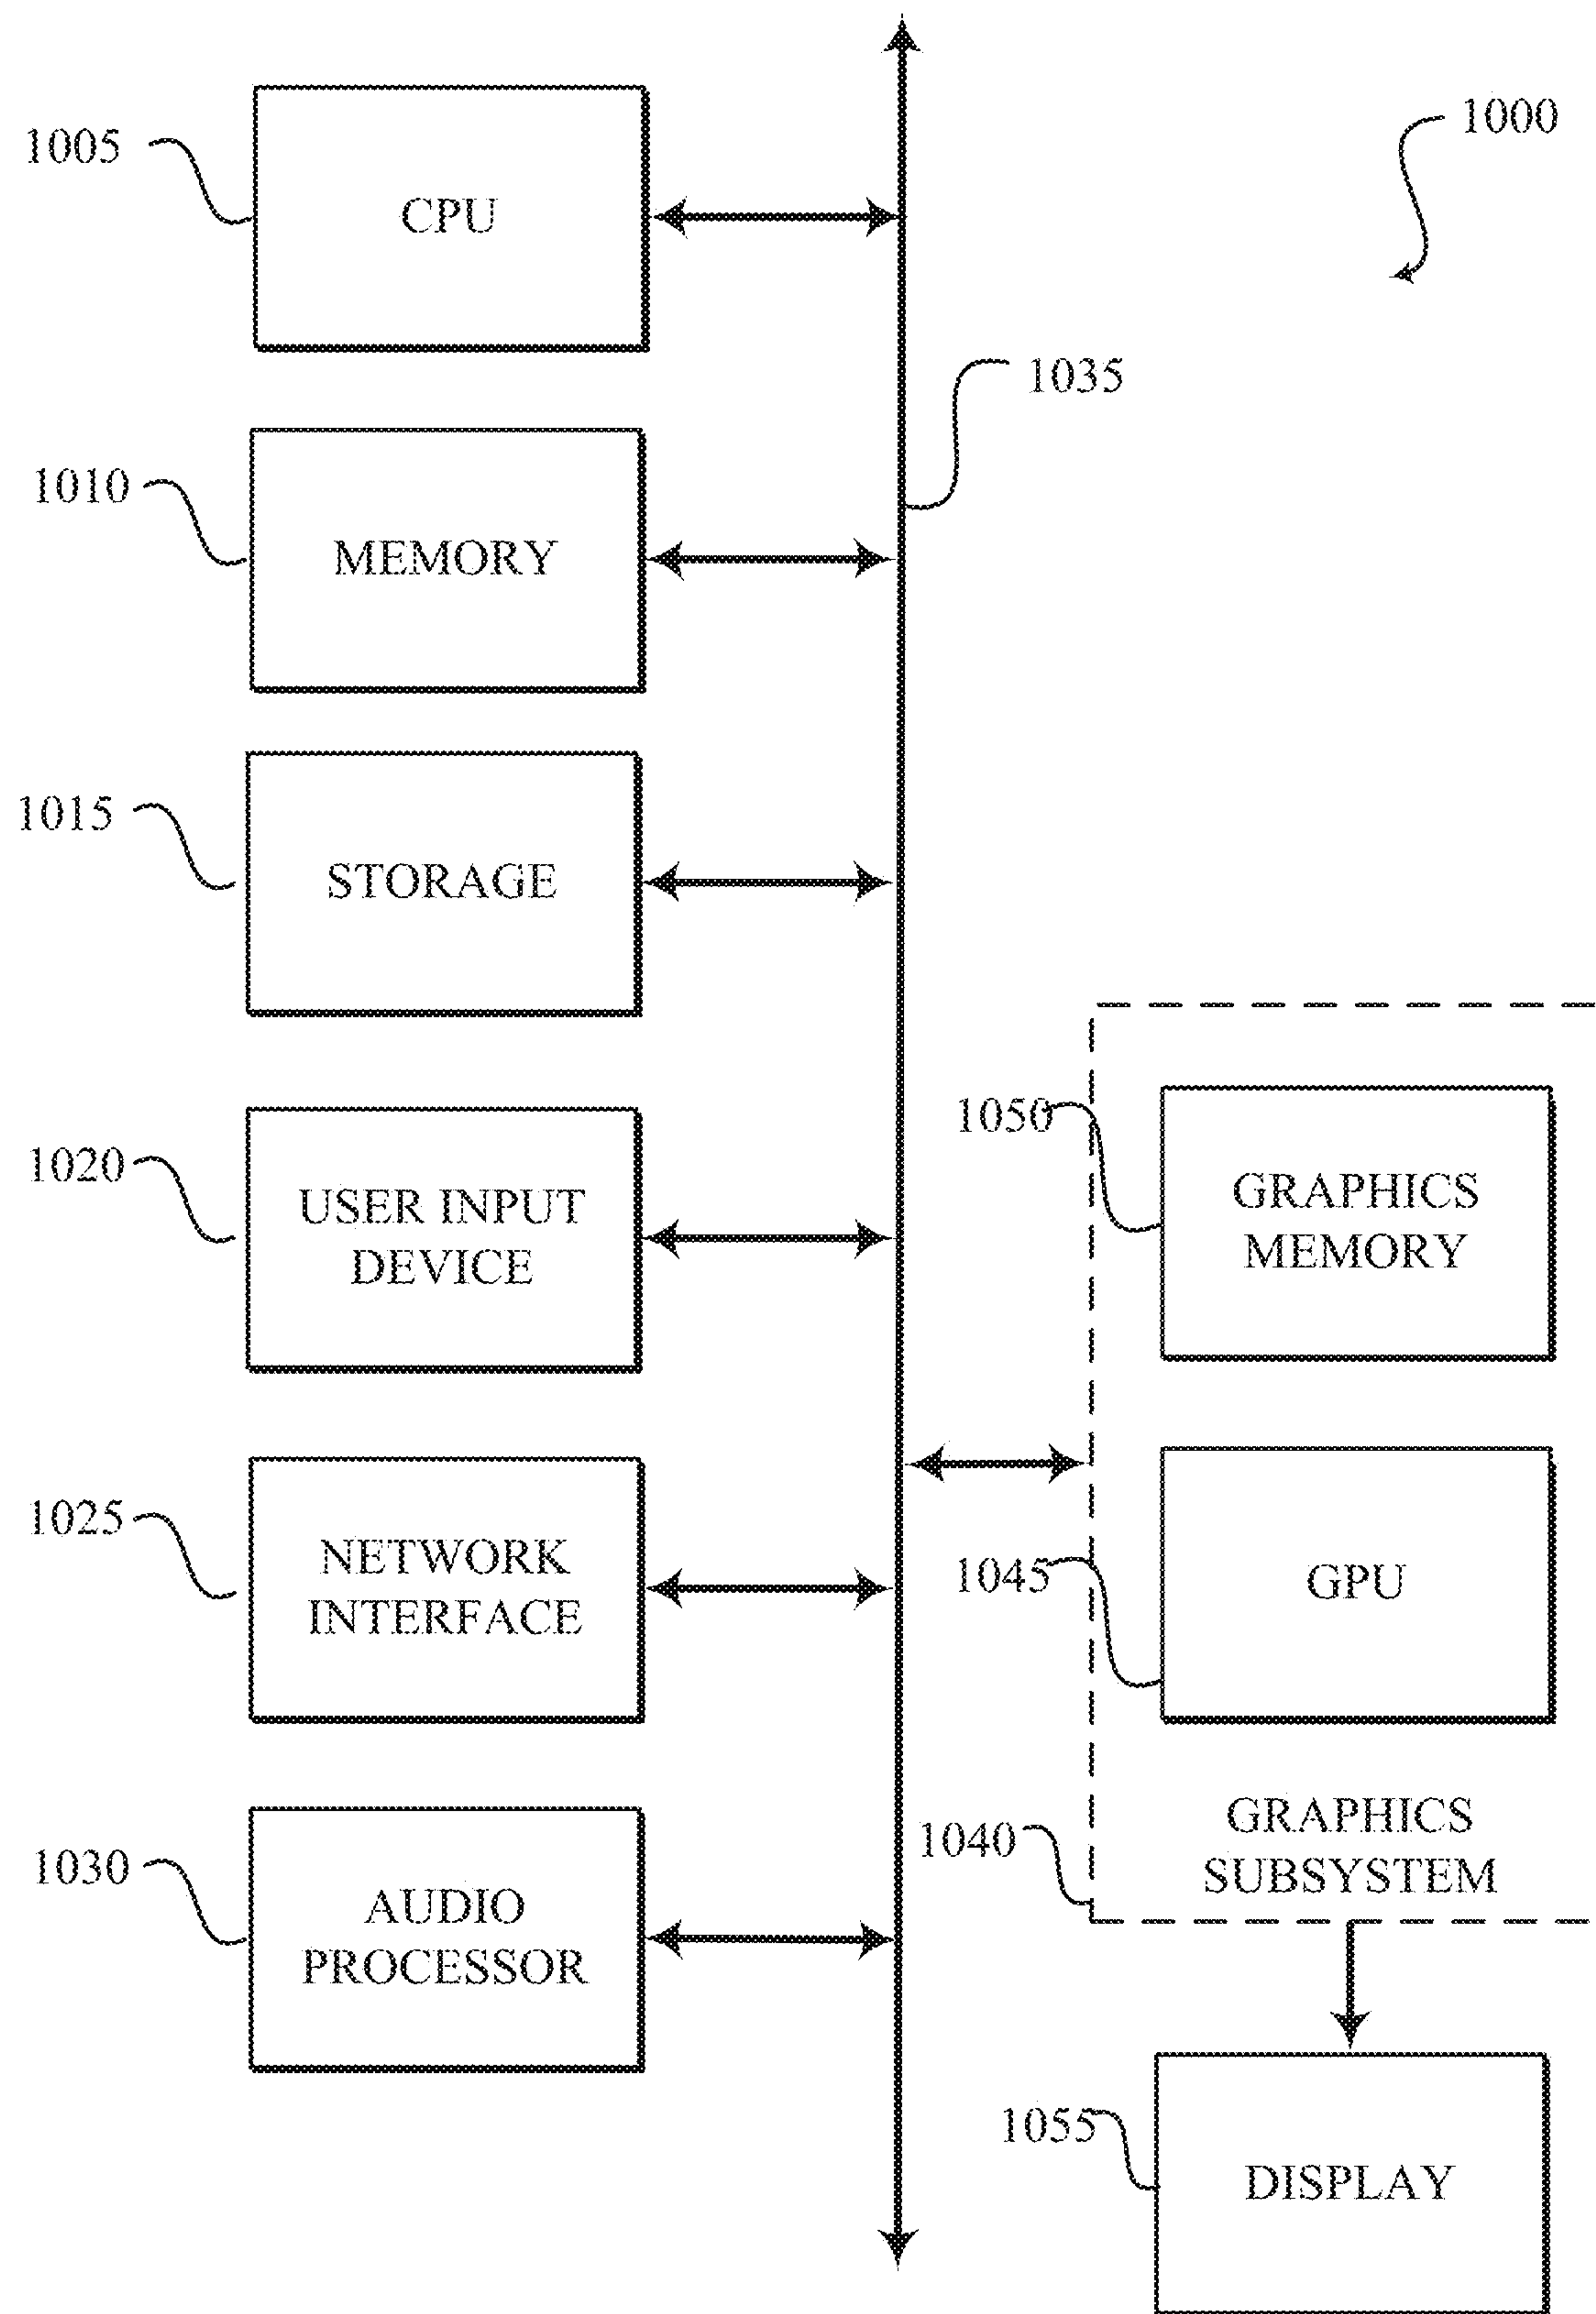 1000
1005
CPU
1035
1010
MEMORY
1015
STORAGE
1020
USER INPUT
DEVICE
1025
NETWORK
INTERFACE
1030
AUDIO
PROCESSOR
1050
GRAPHICS
MEMORY
1045
GPU
1040
GRAPHICS
SUBSYSTEM
1055
DISPLAY